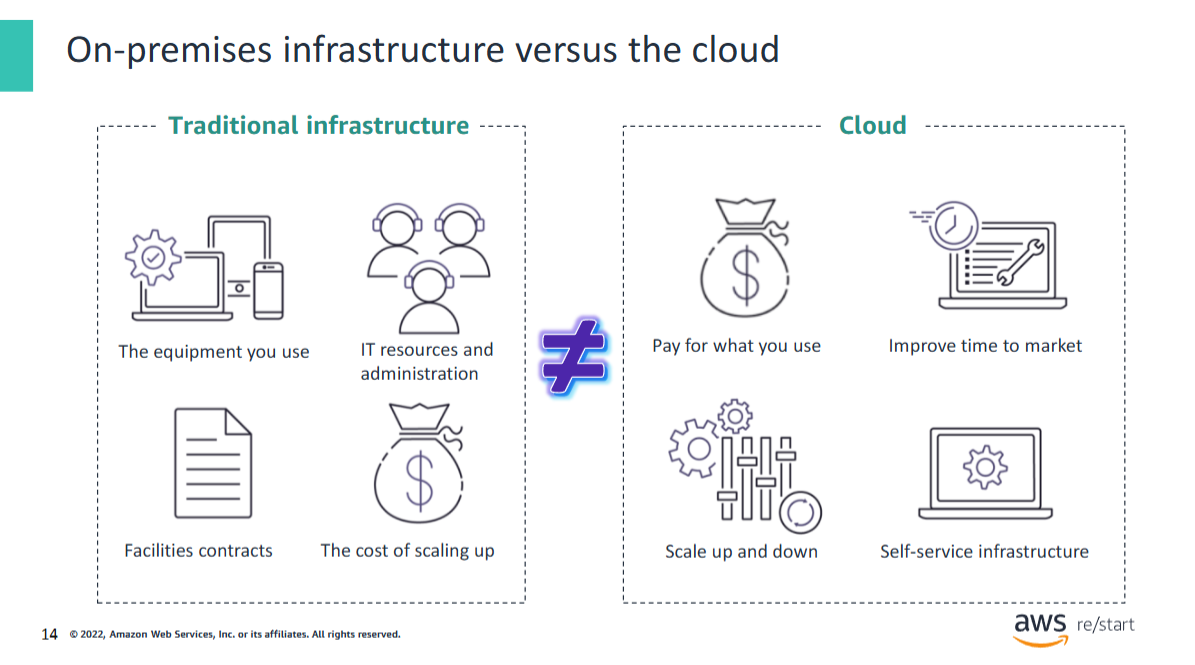 On-premises infrastructure versus the cloud
Traditional infrastructure
The equipment you use
IT resources and
administration
Facilities contracts
The cost of scaling up
≠
Cloud
$
Pay for what you use
Improve time to market
Scale up and down
Self-service infrastructure
$
14 © 2022, Amazon Web Services, Inc. or its affiliates. All rights reserved.
aws re/start